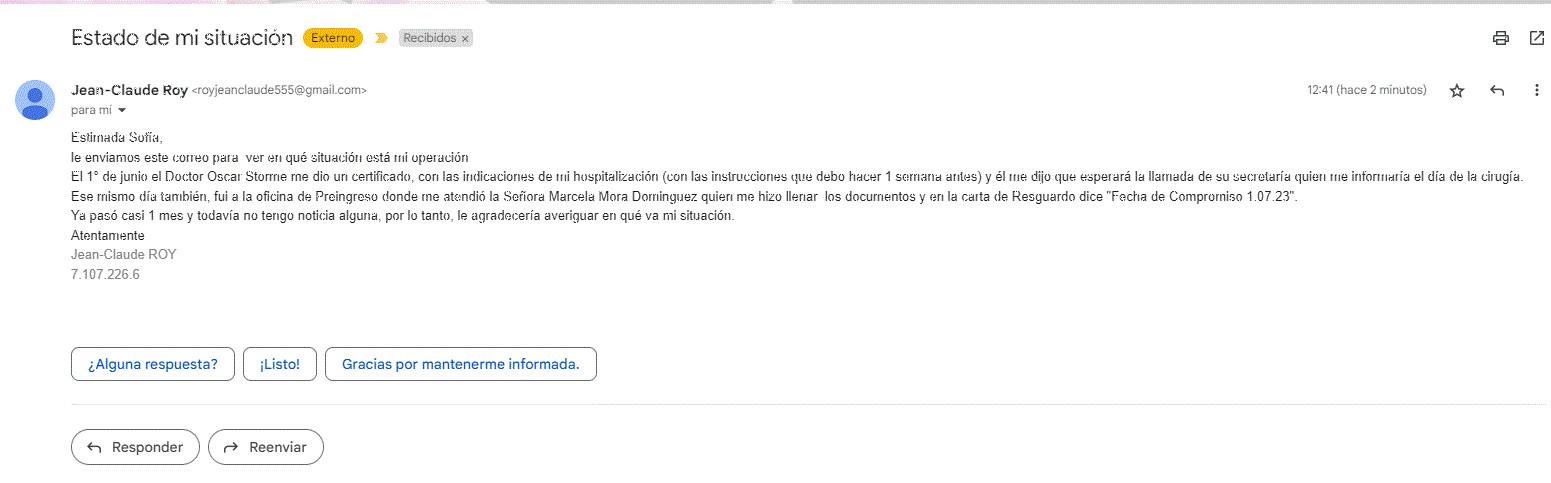 Estado de mi situación Externo Recibidos ×
Jean-Claude Roy <royjeanclaude555@gmail.com> 12:41 (hace 2 minutos)
para mí
Estimada Sofía,
le enviamos este correo para ver en qué situación está mi operación
El 1° de junio el Doctor Oscar Storme me dio un certificado, con las indicaciones de mi hospitalización (con las instrucciones que debo hacer 1 semana antes) y él me dijo que esperará la llamada de su secretaría quien me informaría el día de la cirugía.
Ese mismo día también, fui a la oficina de Preingreso donde me atendió la Señora Marcela Mora Dominguez quien me hizo llenar los documentos y en la carta de Resguardo dice "Fecha de Compromiso 1.07.23".
Ya pasó casi 1 mes y todavía no tengo noticia alguna, por lo tanto, le agradecería averiguar en qué va mi situación.
Atentamente
Jean-Claude ROY
7.107.226.6
¿Alguna respuesta? ¡Listo! Gracias por mantenerme informada.
Responder Reenviar